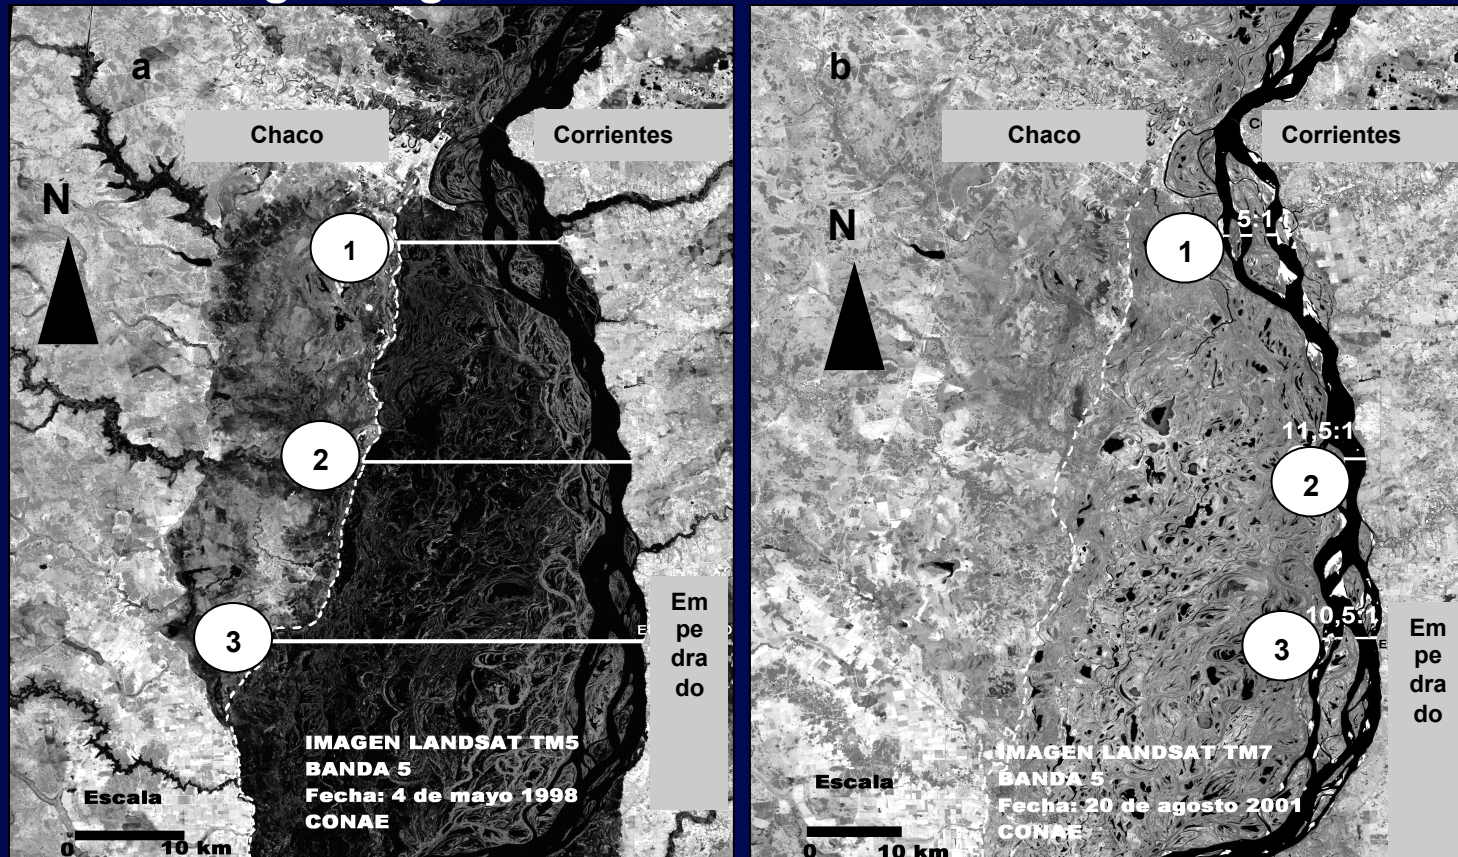 a
Chaco
Corrientes
N
1
2
3
Em
pe
dra
do
IMAGEN LANDSAT TM5
BANDA 5
Fecha: 4 de mayo 1998
CONAE
Escala
0 10 km
b
Chaco
Corrientes
N
5:1
1
11,5:1
2
10,5:1
3
Em
pe
dra
do
IMAGEN LANDSAT TM7
BANDA 5
Fecha: 20 de agosto 2001
CONAE
Escala
0 10 km